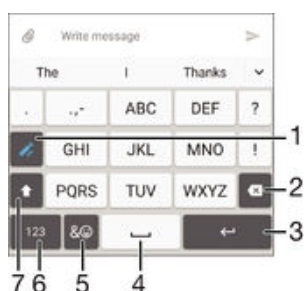 Write message
The I Thanks
. .,- ABC DEF ?
GHI JKL MNO !
PQRS TUV WXYZ
123 &
1
2
3
7 6 5 4